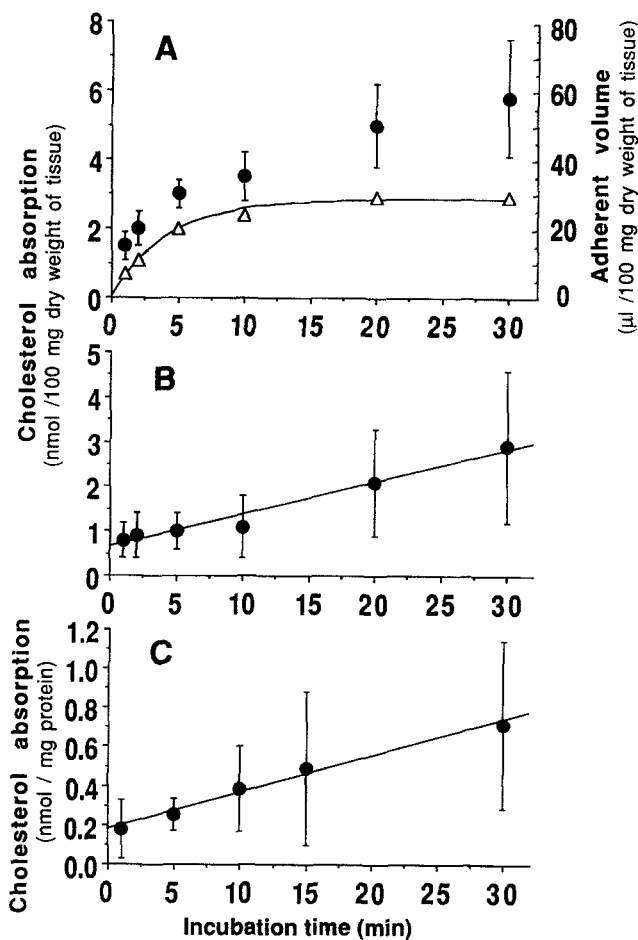 A
Cholesterol absorption
(nmol /100 mg dry weight of tissue)
8
6
4
2
0
80
60
40
20
0
Adherent volume
(µl /100 mg dry weight of tissue)
0 5 10 15 20 25 30
B
5
4
3
2
1
0
0 5 10 15 20 25 30
C
Cholesterol absorption
(nmol / mg protein)
1.2
1.0
0.8
0.6
0.4
0.2
0.0
0 5 10 15 20 25 30
Incubation time (min)